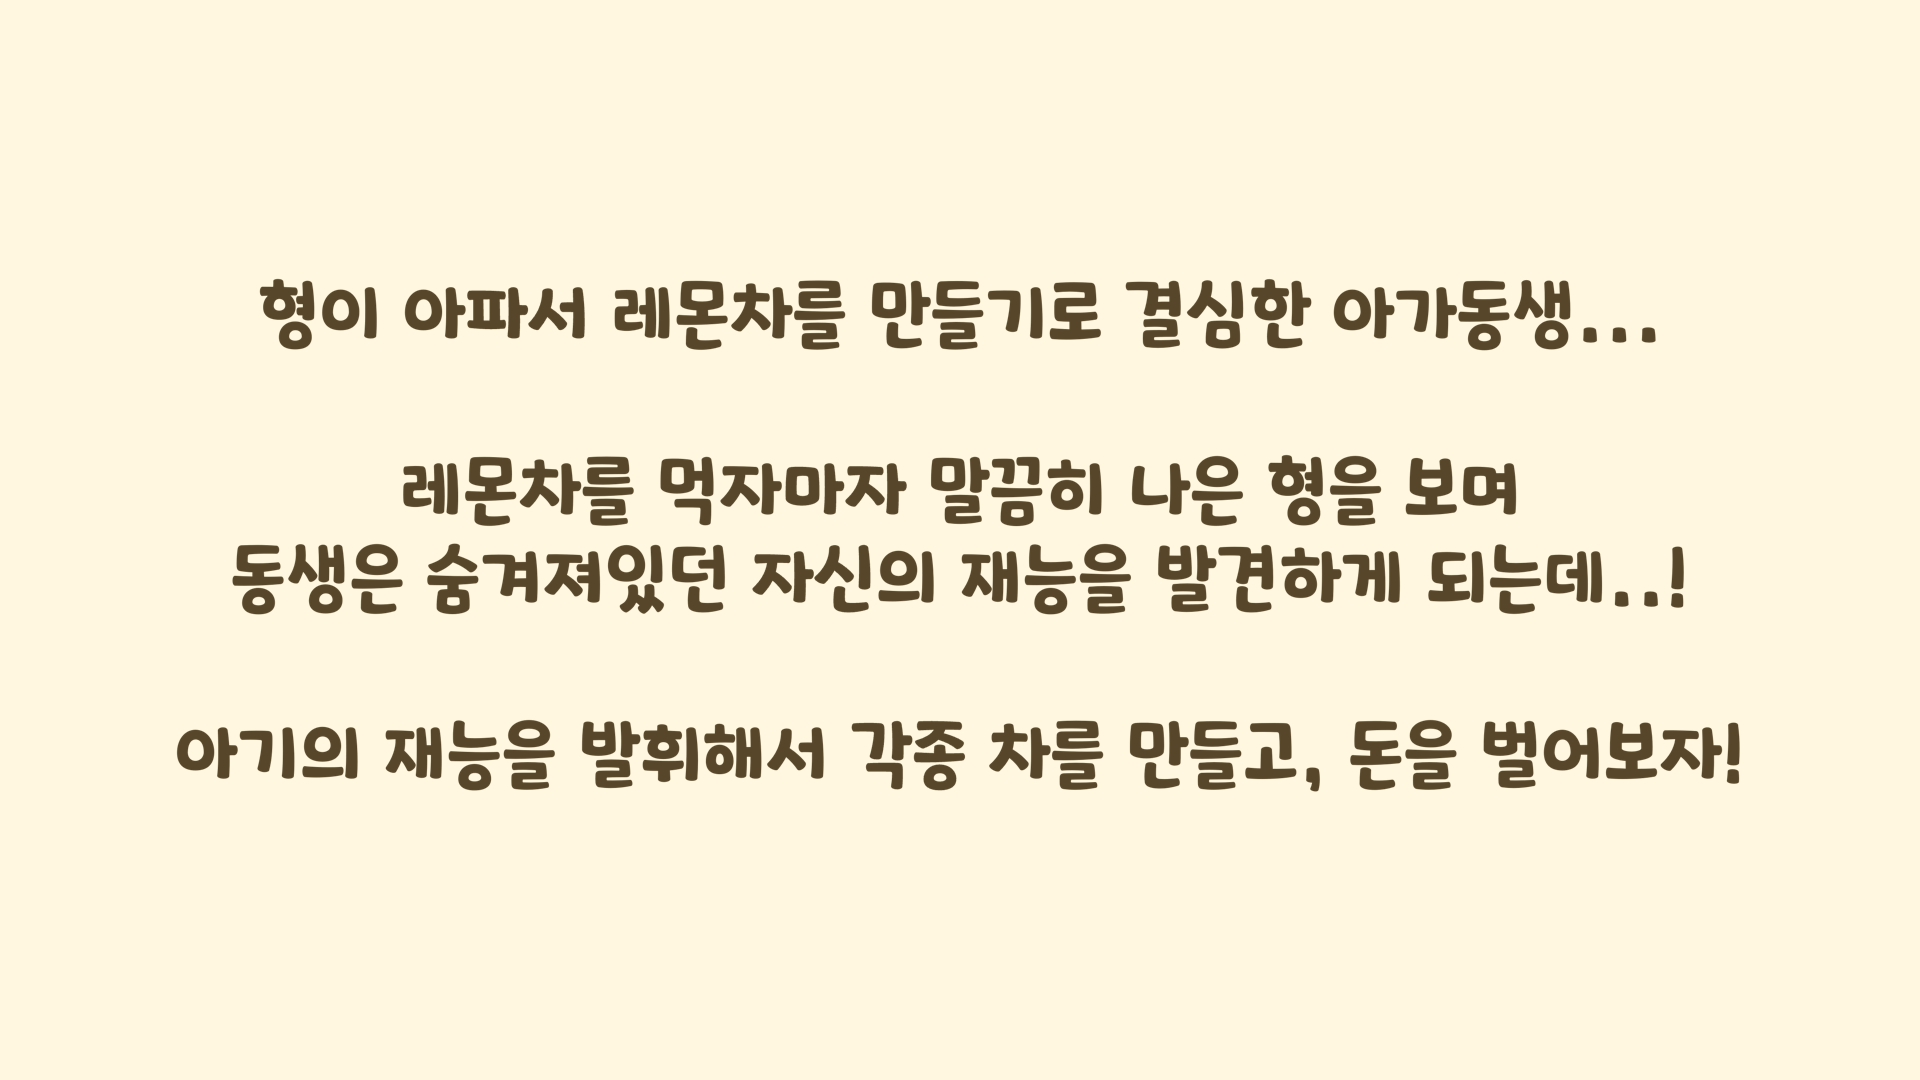 형이 아파서 레몬차를 만들기로 결심한 아가동생...
레몬차를 먹자마자 말끔히 나은 형을 보며
동생은 숨겨져있던 자신의 재능을 발견하게 되는데..!
아기의 재능을 발휘해서 각종 차를 만들고, 돈을 벌어보자!